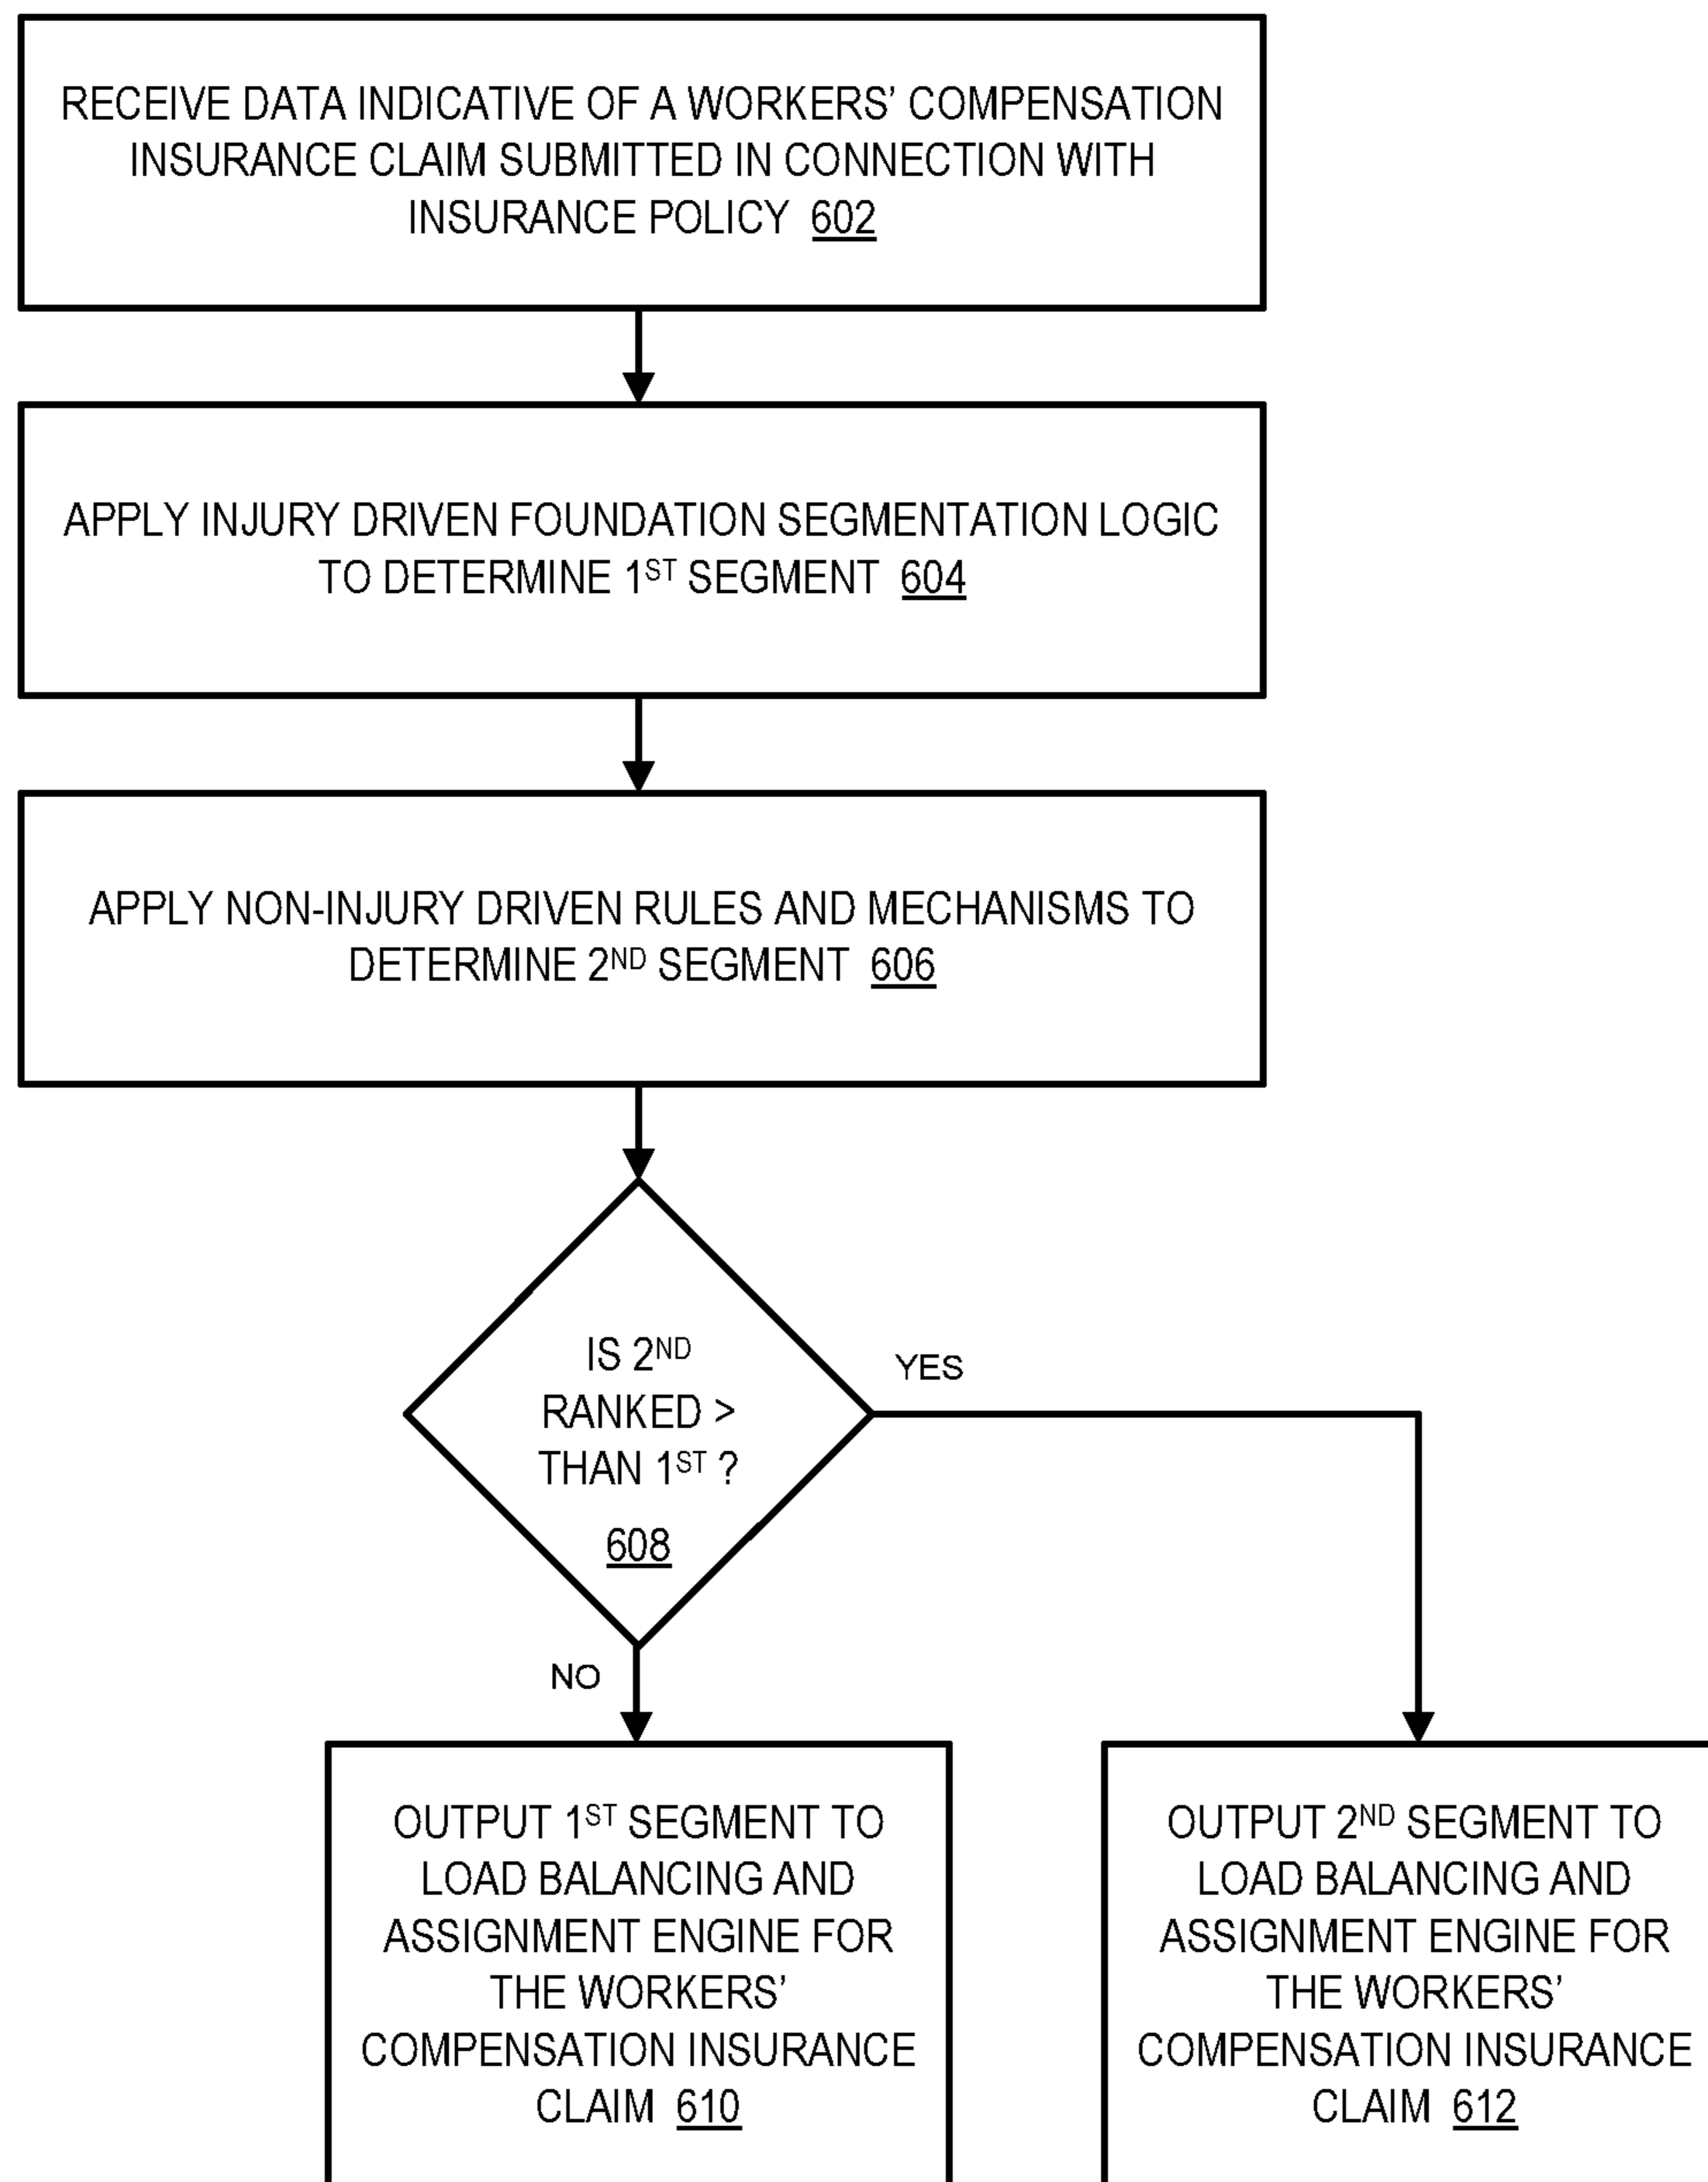 RECEIVE DATA INDICATIVE OF A WORKERS’ COMPENSATION
INSURANCE CLAIM SUBMITTED IN CONNECTION WITH
INSURANCE POLICY 602
APPLY INJURY DRIVEN FOUNDATION SEGMENTATION LOGIC
TO DETERMINE 1ST SEGMENT 604
APPLY NON-INJURY DRIVEN RULES AND MECHANISMS TO
DETERMINE 2ND SEGMENT 606
IS 2ND
RANKED >
THAN 1ST ?
608
YES
NO
OUTPUT 1ST SEGMENT TO
LOAD BALANCING AND
ASSIGNMENT ENGINE FOR
THE WORKERS’
COMPENSATION INSURANCE
CLAIM 610
OUTPUT 2ND SEGMENT TO
LOAD BALANCING AND
ASSIGNMENT ENGINE FOR
THE WORKERS’
COMPENSATION INSURANCE
CLAIM 612